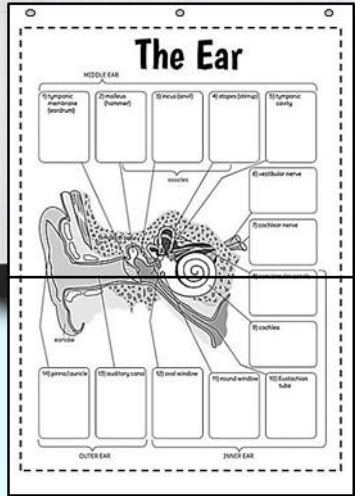 The Ear
MIDDLE EAR
1) tympanic
membrane
(eardrum)
2) malleus
(hammer)
3) incus (anvil)
4) stapes (stirrup)
5) tympanic
cavity
ossicles
6) vestibular nerve
7) cochlear nerve
9) cochlea
earlobe
14) pinna/auricle
13) auditory canal
12) oval window
11) round window
10) Eustachian
tube
OUTER EAR
INNER EAR